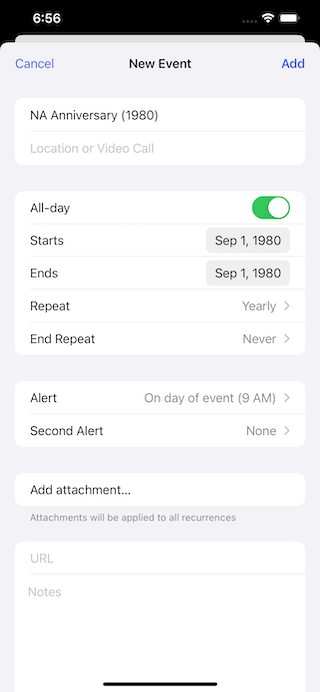 6:56
Cancel New Event Add
NA Anniversary (1980)
Location or Video Call
All-day
Starts Sep 1, 1980
Ends Sep 1, 1980
Repeat Yearly
End Repeat Never
Alert On day of event (9 AM)
Second Alert None
Add attachment...
Attachments will be applied to all recurrences
URL
Notes